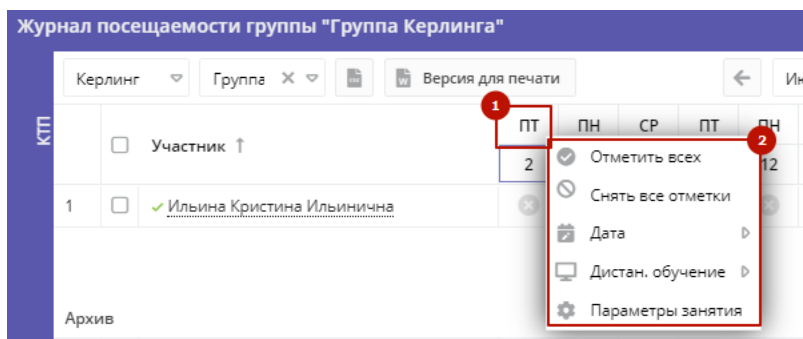 Журнал посещаемости группы "Группа Керлинга"
Керлинг Группа Версия для печати
КТП
Участник
1
ПТ ПН СР ПТ ПН
2
2 12
1 Ильина Кристина Ильинична
Отметить всех
Снять все отметки
Дата
Дистан. обучение
Параметры занятия
Архив